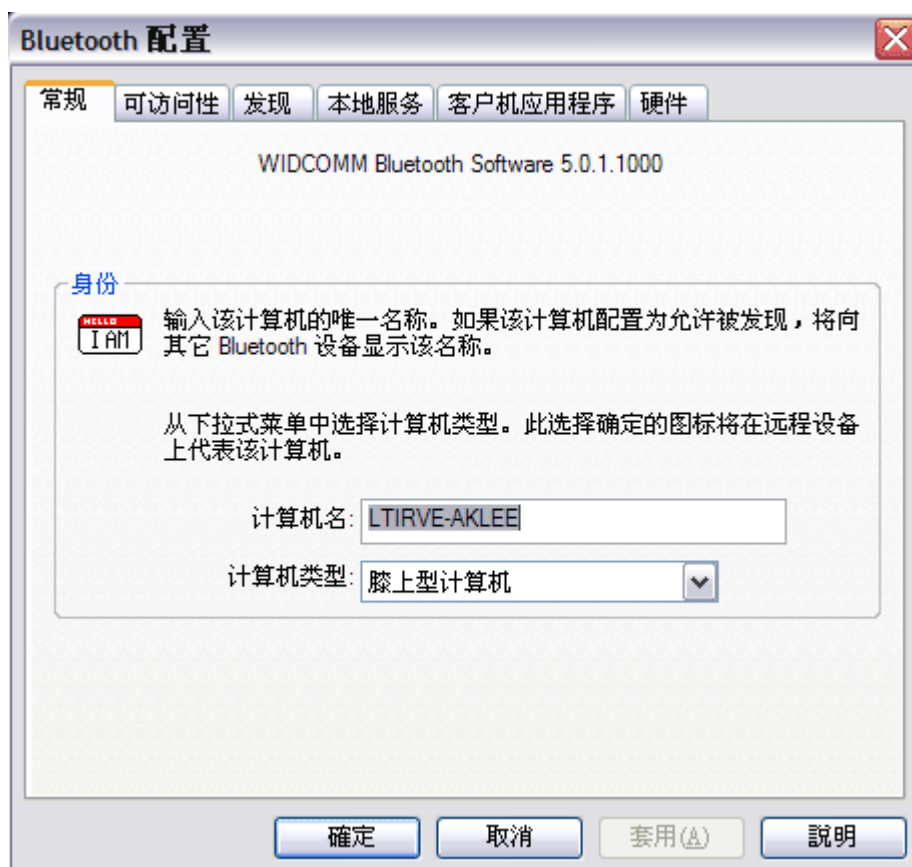 Bluetooth 配置
常规 可访问性 发现 本地服务 客户机应用程序 硬件
WIDCOMM Bluetooth Software 5.0.1.1000
身份
HELLO
I AM
输入该计算机的唯一名称。如果该计算机配置为允许被发现，将向
其它 Bluetooth 设备显示该名称。
从下拉式菜单中选择计算机类型。此选择确定的图标将在远程设备
上代表该计算机。
计算机名: LTIRVE-AKLEE
计算机类型: 膝上型计算机
確定 取消 套用(A) 說明